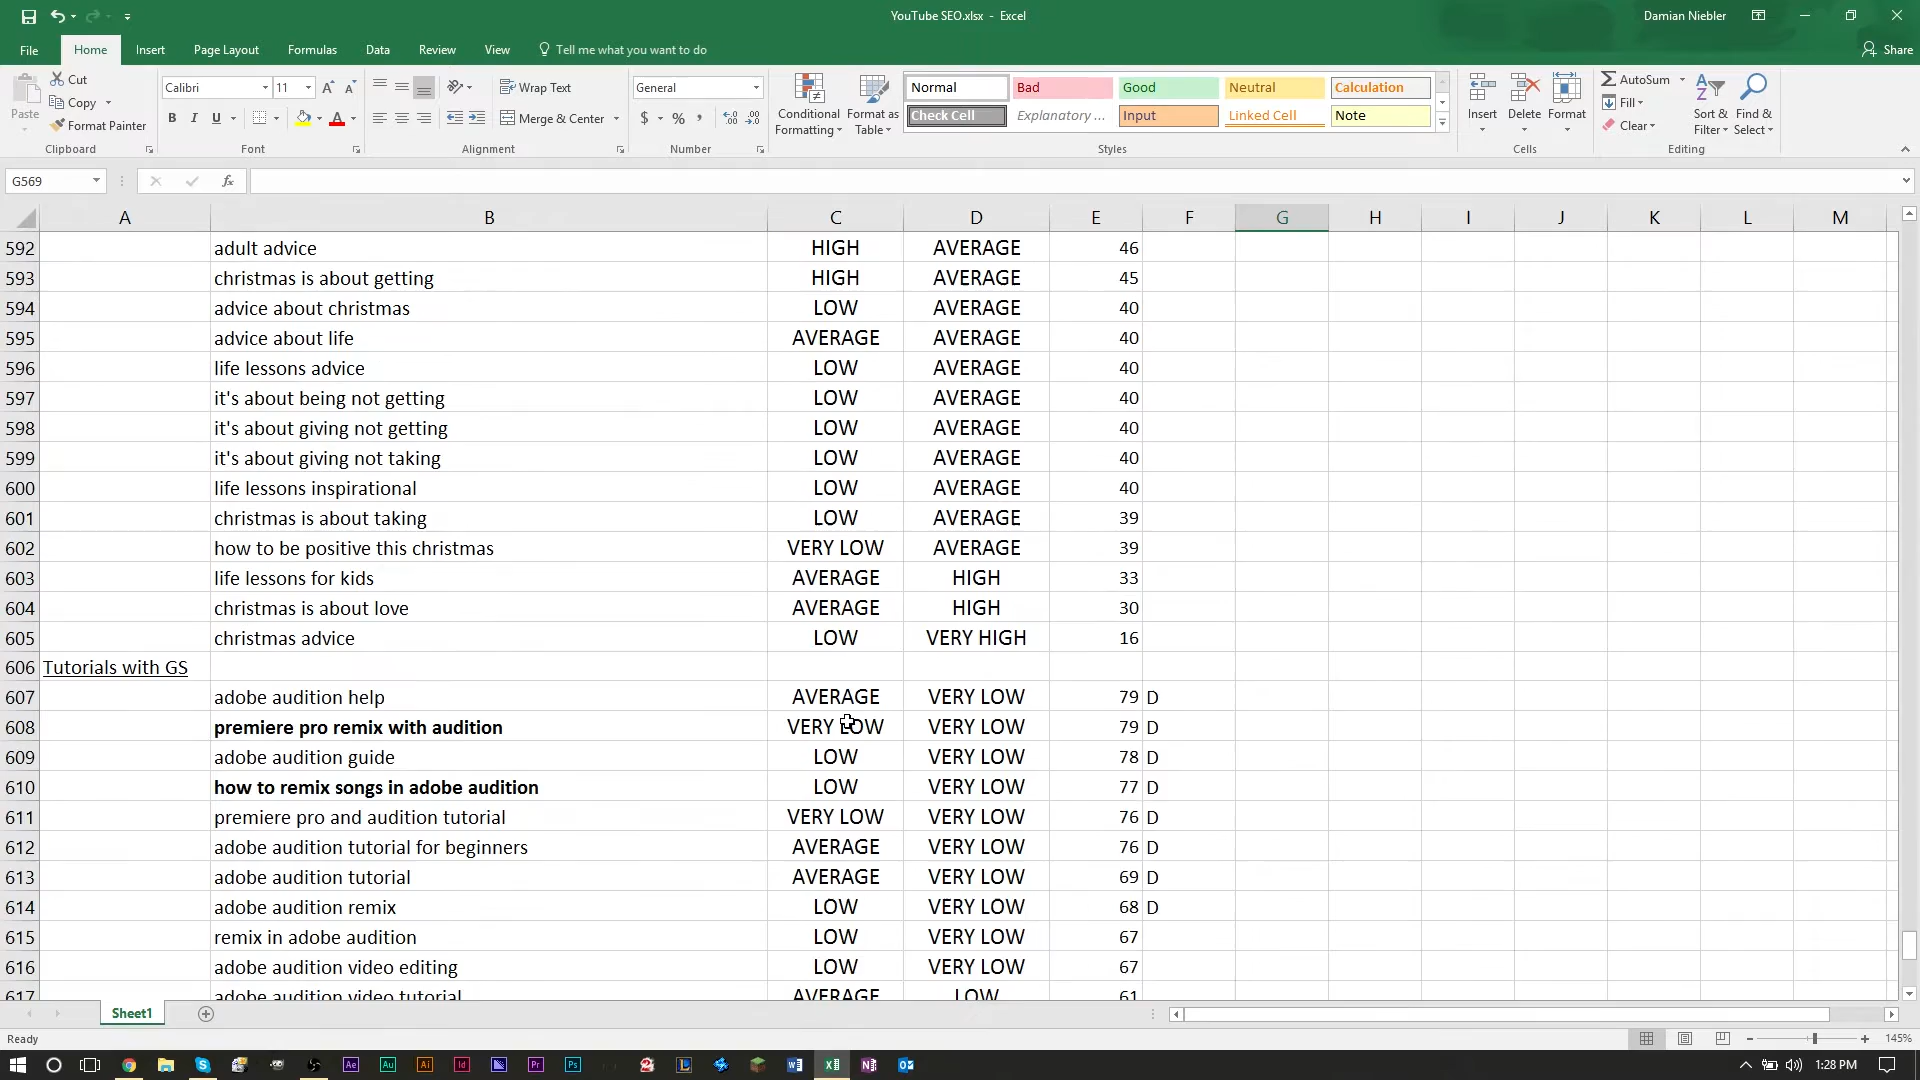 YouTube SEO.xlsx - Excel
Damian Niebler
File Home Insert Page Layout Formulas Data Review View Tell me what you want to do
Share
Paste
Cut
Copy
Format Painter
Clipboard
Calibri 11
B I U
Font
Wrap Text
Merge & Center
Alignment
General
$ % ,
Number
Conditional Formatting
Format as Table
Normal Bad Good Neutral Calculation
Check Cell Explanatory ... Input Linked Cell Note
Styles
Insert Delete Format
Cells
AutoSum
Fill
Clear
Sort & Filter
Find & Select
Editing
G569 fx
A B C D E F G H I J K L M
592 adult advice HIGH AVERAGE 46
593 christmas is about getting HIGH AVERAGE 45
594 advice about christmas LOW AVERAGE 40
595 advice about life AVERAGE AVERAGE 40
596 life lessons advice LOW AVERAGE 40
597 it's about being not getting LOW AVERAGE 40
598 it's about giving not getting LOW AVERAGE 40
599 it's about giving not taking LOW AVERAGE 40
600 life lessons inspirational LOW AVERAGE 40
601 christmas is about taking LOW AVERAGE 39
602 how to be positive this christmas VERY LOW AVERAGE 39
603 life lessons for kids AVERAGE HIGH 33
604 christmas is about love AVERAGE HIGH 30
605 christmas advice LOW VERY HIGH 16
606 Tutorials with GS
607 adobe audition help AVERAGE VERY LOW 79 D
608 premiere pro remix with audition VERY LOW VERY LOW 79 D
609 adobe audition guide LOW VERY LOW 78 D
610 how to remix songs in adobe audition LOW VERY LOW 77 D
611 premiere pro and audition tutorial VERY LOW VERY LOW 76 D
612 adobe audition tutorial for beginners AVERAGE VERY LOW 76 D
613 adobe audition tutorial AVERAGE VERY LOW 69 D
614 adobe audition remix LOW VERY LOW 68 D
615 remix in adobe audition LOW VERY LOW 67
616 adobe audition video editing LOW VERY LOW 67
617 adobe audition video tutorial AVERAGE LOW 61
Sheet1
Ready
145%
Ae Au Ai Id Pr Ps
1:28 PM